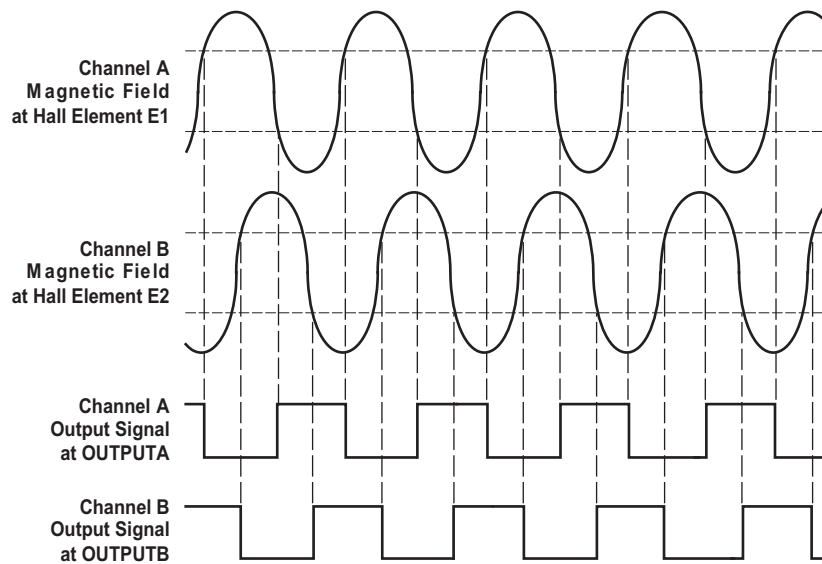 Channel A
Magnetic Field
at Hall Element E1
Channel B
Magnetic Field
at Hall Element E2
Channel A
Output Signal
at OUTPUTA
Channel B
Output Signal
at OUTPUTB